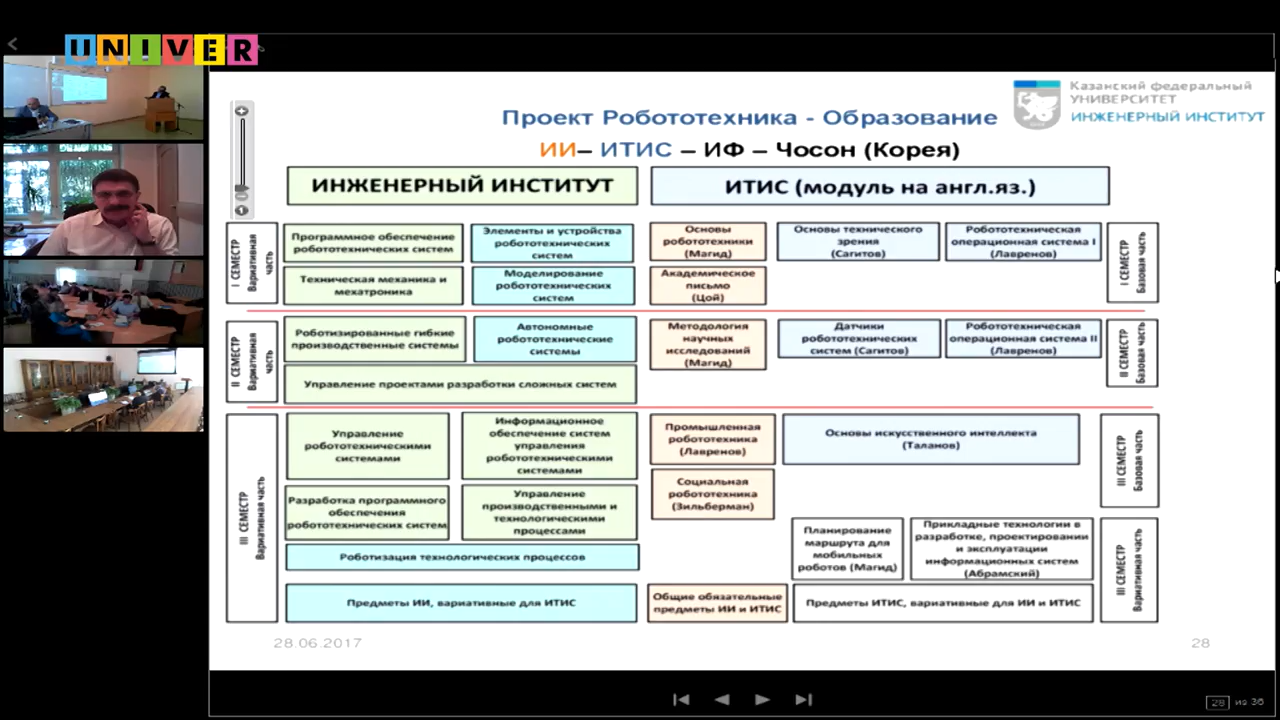 UNIVER
Казанский федеральный
УНИВЕРСИТЕТ
ИНЖЕНЕРНЫЙ ИНСТИТУТ
Проект Робототехника - Образование
ИИ– ИТИС – ИФ – Чосон (Корея)
ИНЖЕНЕРНЫЙ ИНСТИТУТ
ИТИС (модуль на англ.яз.)
I СЕМЕСТР
Вариативная
часть
Программное обеспечение
робототехнических систем
Элементы и устройства
робототехнических
систем
Техническая механика и
мехатроника
Моделирование
робототехнических
систем
Основы
робототехники
(Магид)
Основы технического
зрения
(Сагитов)
Робототехническая
операционная система I
(Лавренов)
Академическое
письмо
(Цой)
I СЕМЕСТР
Базовая часть
II СЕМЕСТР
Вариативная
часть
Роботизированные гибкие
производственные системы
Автономные
робототехнические
системы
Управление проектами разработки сложных систем
Методология
научных
исследований
(Магид)
Датчики
робототехнических
систем (Сагитов)
Робототехническая
операционная система II
(Лавренов)
II СЕМЕСТР
Базовая часть
III СЕМЕСТР
Вариативная часть
Управление
робототехническими
системами
Информационное
обеспечение систем
управления
робототехническими
системами
Разработка программного
обеспечения
робототехнических систем
Управление
производственными и
технологическими
процессами
Роботизация технологических процессов
Предметы ИИ, вариативные для ИТИС
Промышленная
робототехника
(Лавренов)
Основы искусственного интеллекта
(Таланов)
Социальная
робототехника
(Зильберман)
III СЕМЕСТР
Базовая часть
Планирование
маршрута для
мобильных
роботов (Магид)
Прикладные технологии в
разработке, проектировании
и эксплуатации
информационных систем
(Абрамский)
III СЕМЕСТР
Вариативная часть
Общие обязательные
предметы ИИ и ИТИС
Предметы ИТИС, вариативные для ИИ и ИТИС
28.06.2017
28
28 из 36